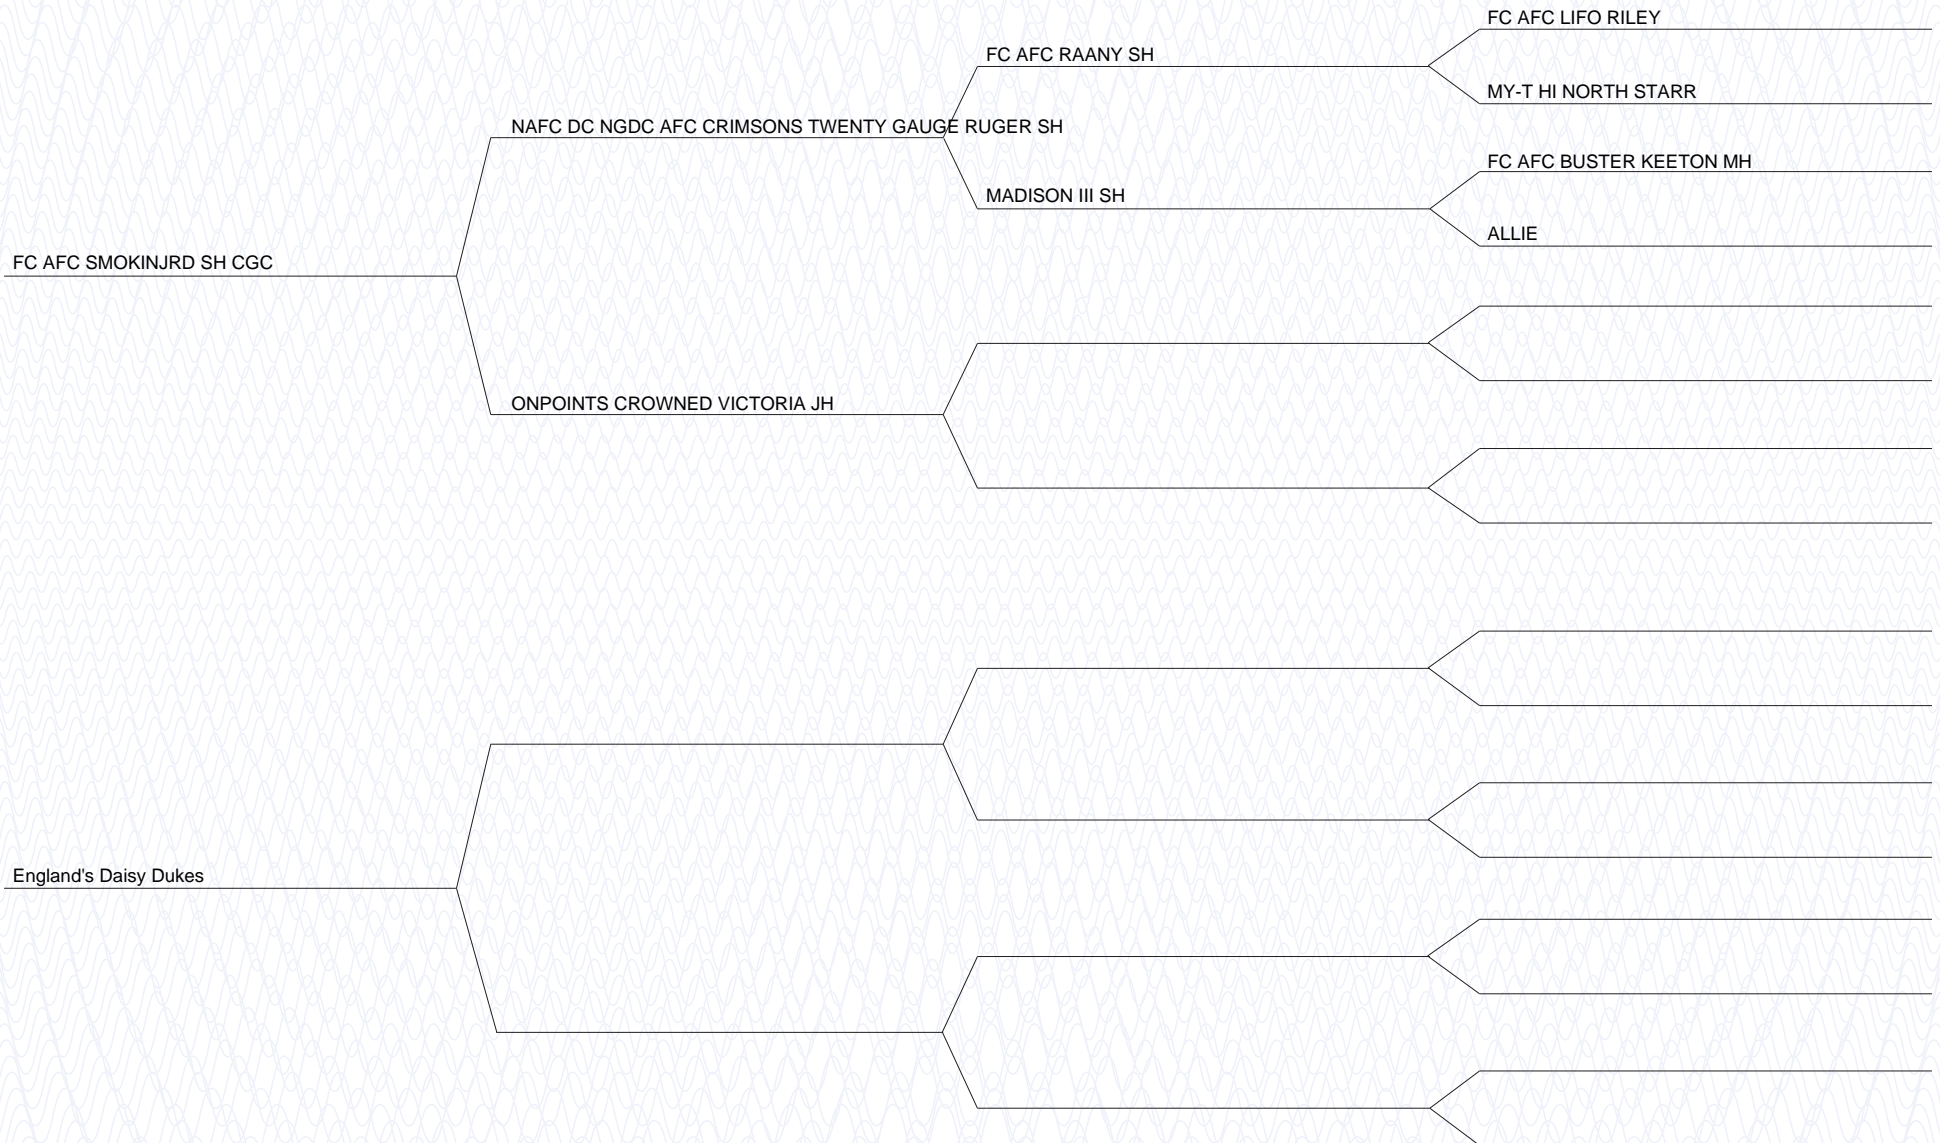 FC AFC LIFO RILEY
FC AFC RAANY SH
MY-T HI NORTH STARR
NAFC DC NGDC AFC CRIMSONS TWENTY GAUGE RUGER SH
FC AFC BUSTER KEETON MH
MADISON III SH
ALLIE
FC AFC SMOKINJRD SH CGC
ONPOINTS CROWNED VICTORIA JH
England's Daisy Dukes